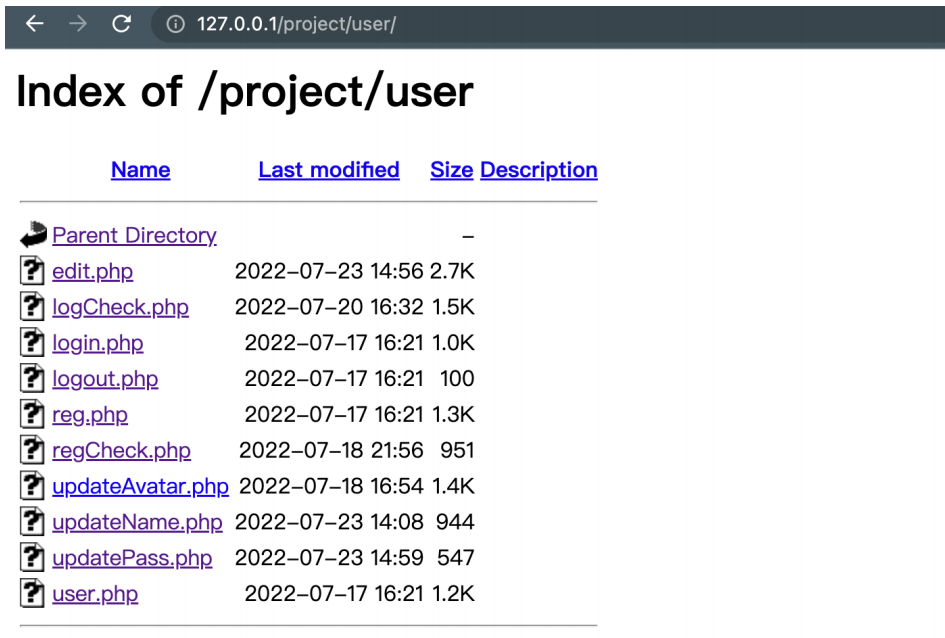 127.0.0.1/project/user/
Index of /project/user
Name Last modified Size Description
Parent Directory –
edit.php 2022–07–23 14:56 2.7K
logCheck.php 2022–07–20 16:32 1.5K
login.php 2022–07–17 16:21 1.0K
logout.php 2022–07–17 16:21 100
reg.php 2022–07–17 16:21 1.3K
regCheck.php 2022–07–18 21:56 951
updateAvatar.php 2022–07–18 16:54 1.4K
updateName.php 2022–07–23 14:08 944
updatePass.php 2022–07–23 14:59 547
user.php 2022–07–17 16:21 1.2K